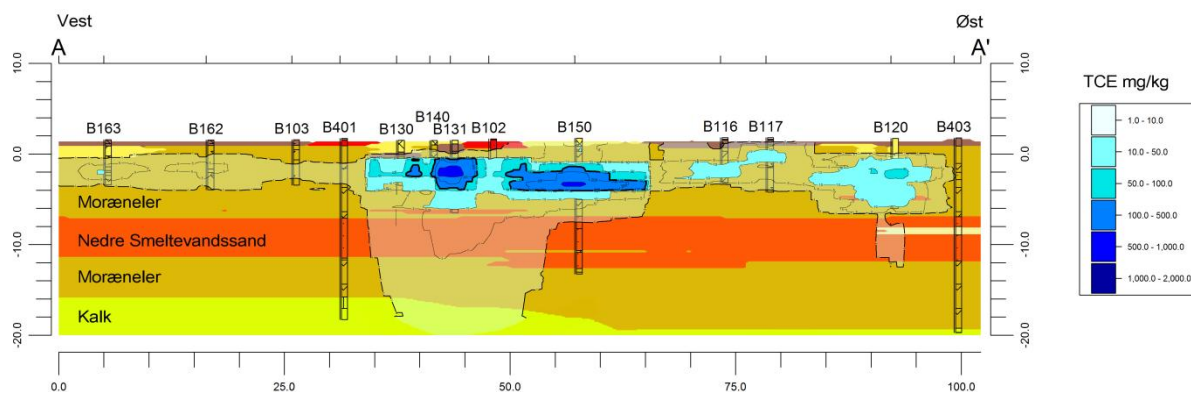 Vest Øst
A A'
TCE mg/kg
B140
B163 B162 B103 B401 B130 B131 B102 B150 B116 B117 B120 B403
10.0 10.0
0.0 0.0
-10.0 -10.0
-20.0 -20.0
Moræneler
Nedre Smeltevandssand
Moræneler
Kalk
0.0 25.0 50.0 75.0 100.0
1.0 - 10.0
10.0 - 50.0
50.0 - 100.0
100.0 - 500.0
500.0 - 1,000.0
1,000.0 - 2,000.0